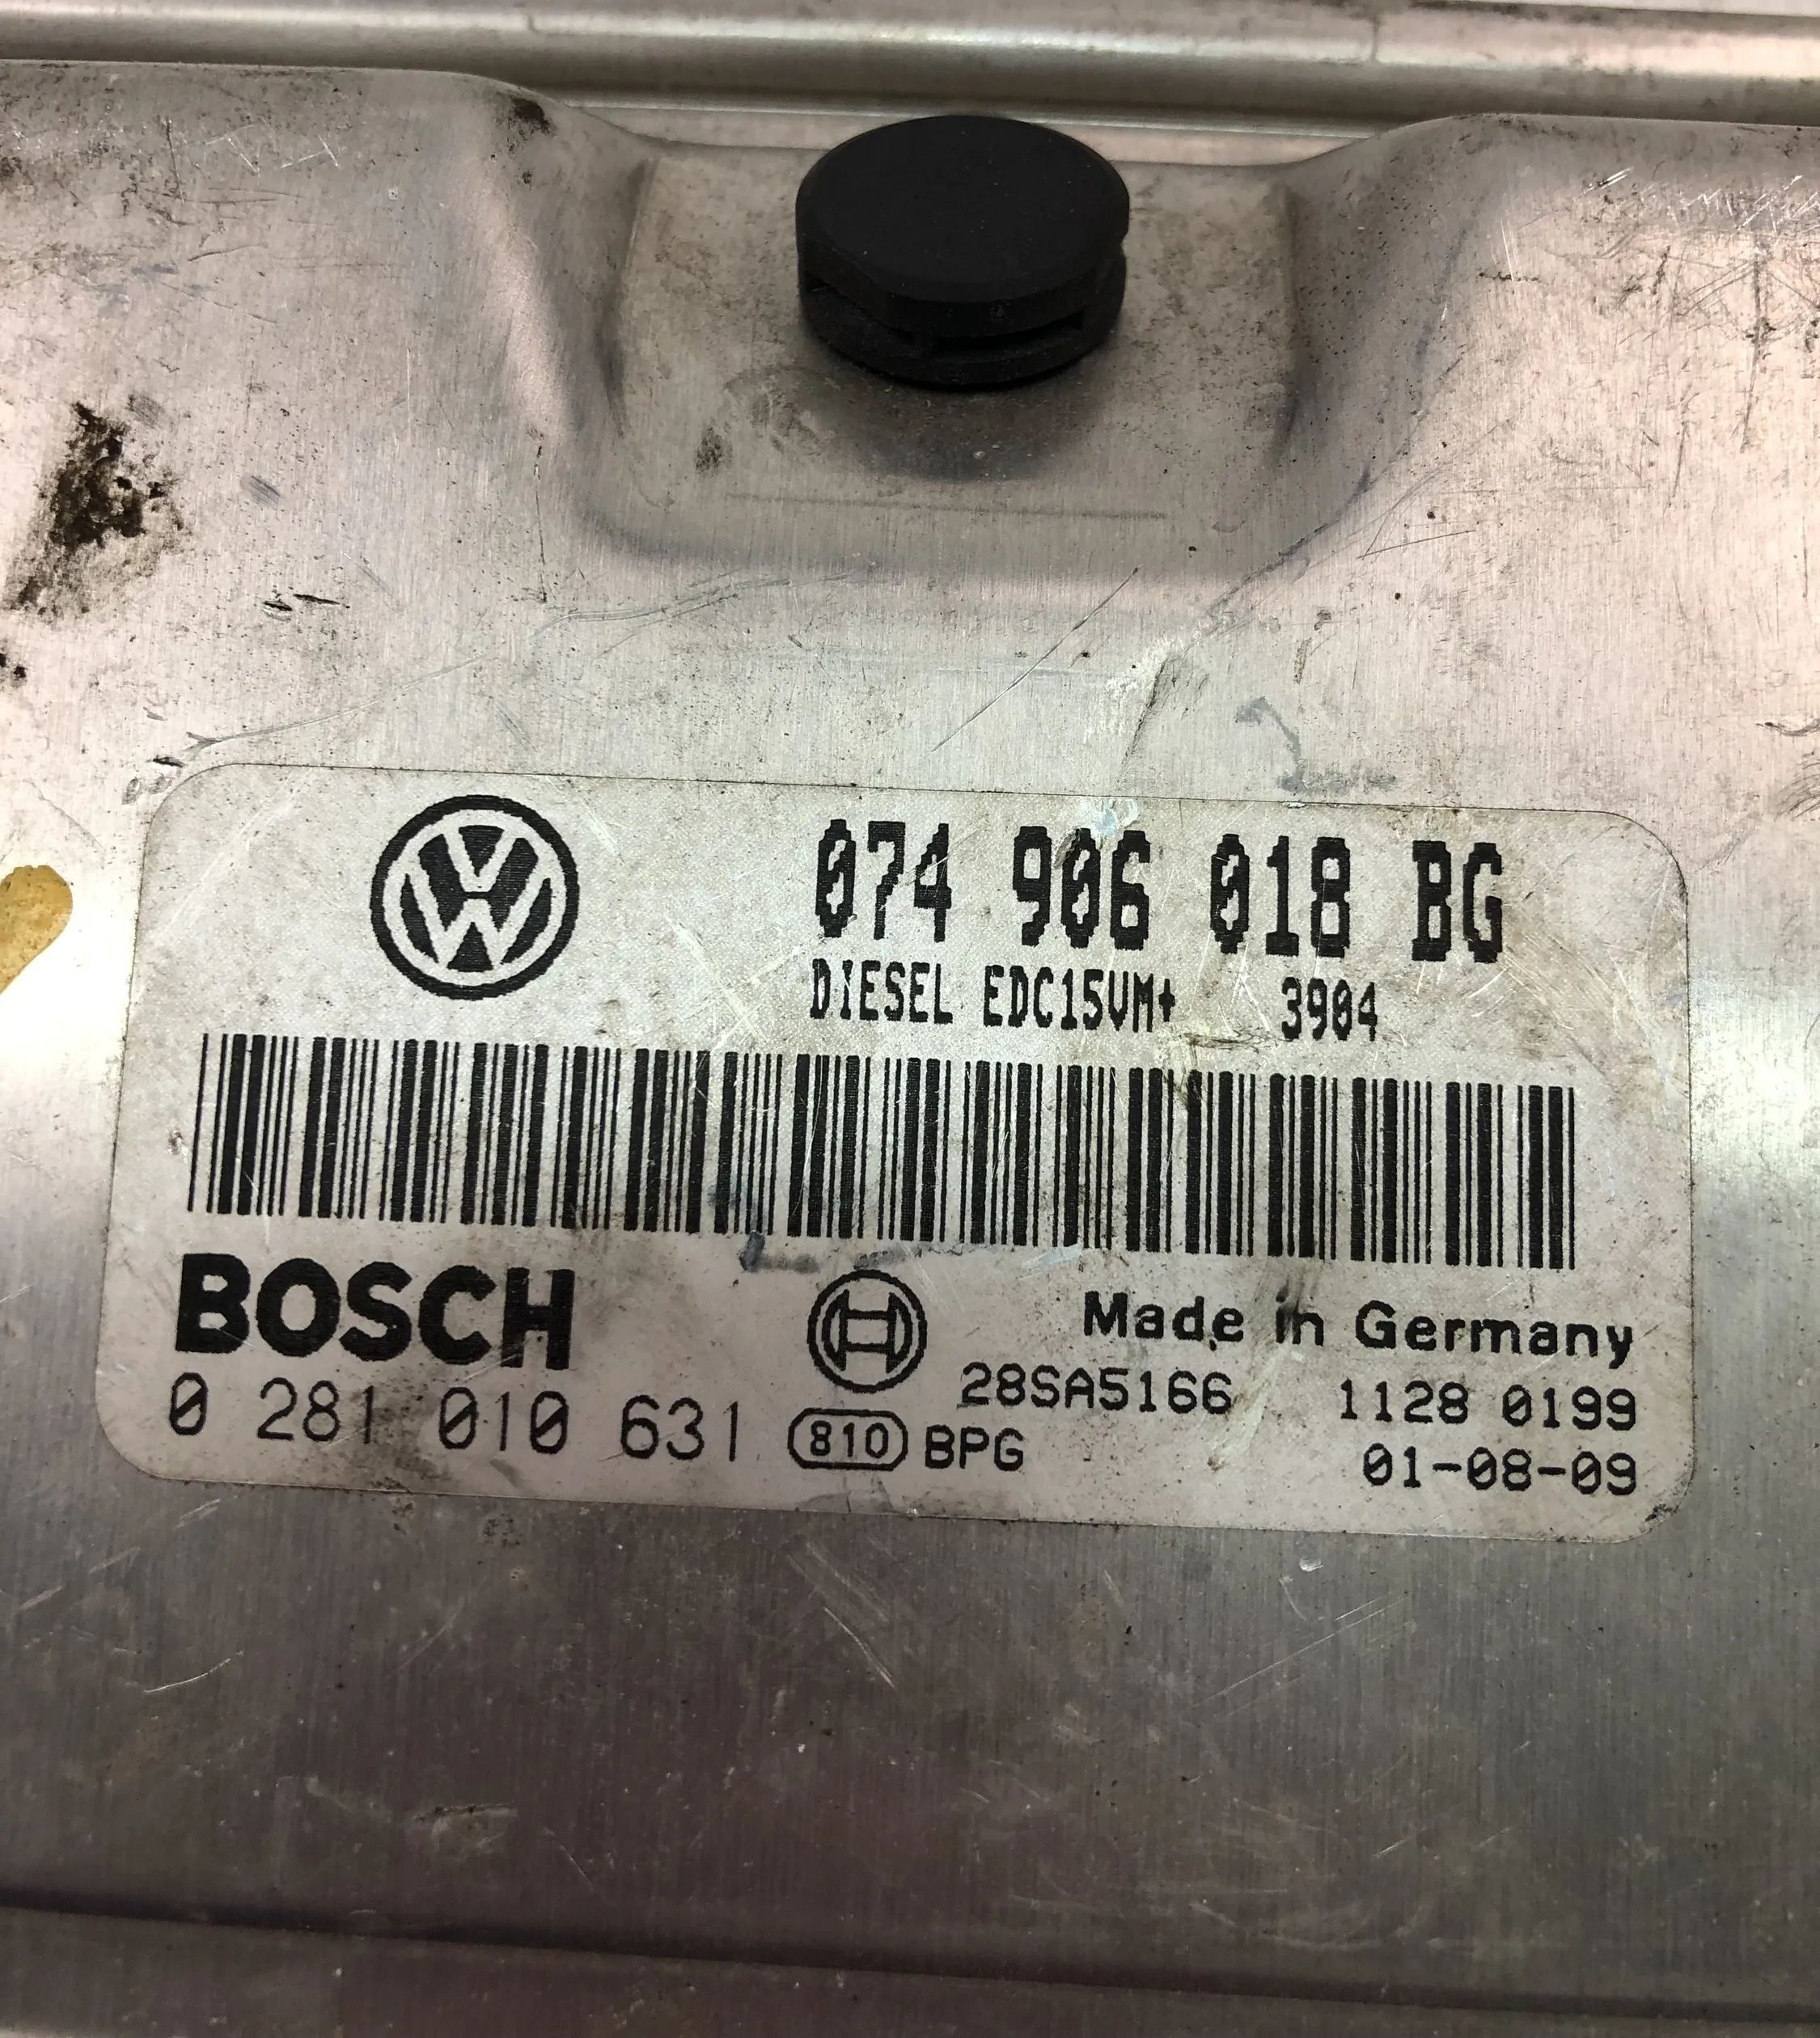 074 906 018 BG
DIESEL EDC15VM+ 3904
BOSCH
Made in Germany
28SA5166 1128 0199
0 281 010 631 810 BPG 01-08-09